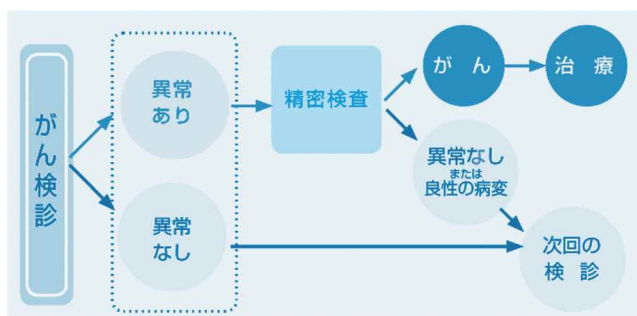 がん検診
異常
あり
異常
なし
精密検査
がん
治療
異常なし
または
良性の病変
次回の
検診